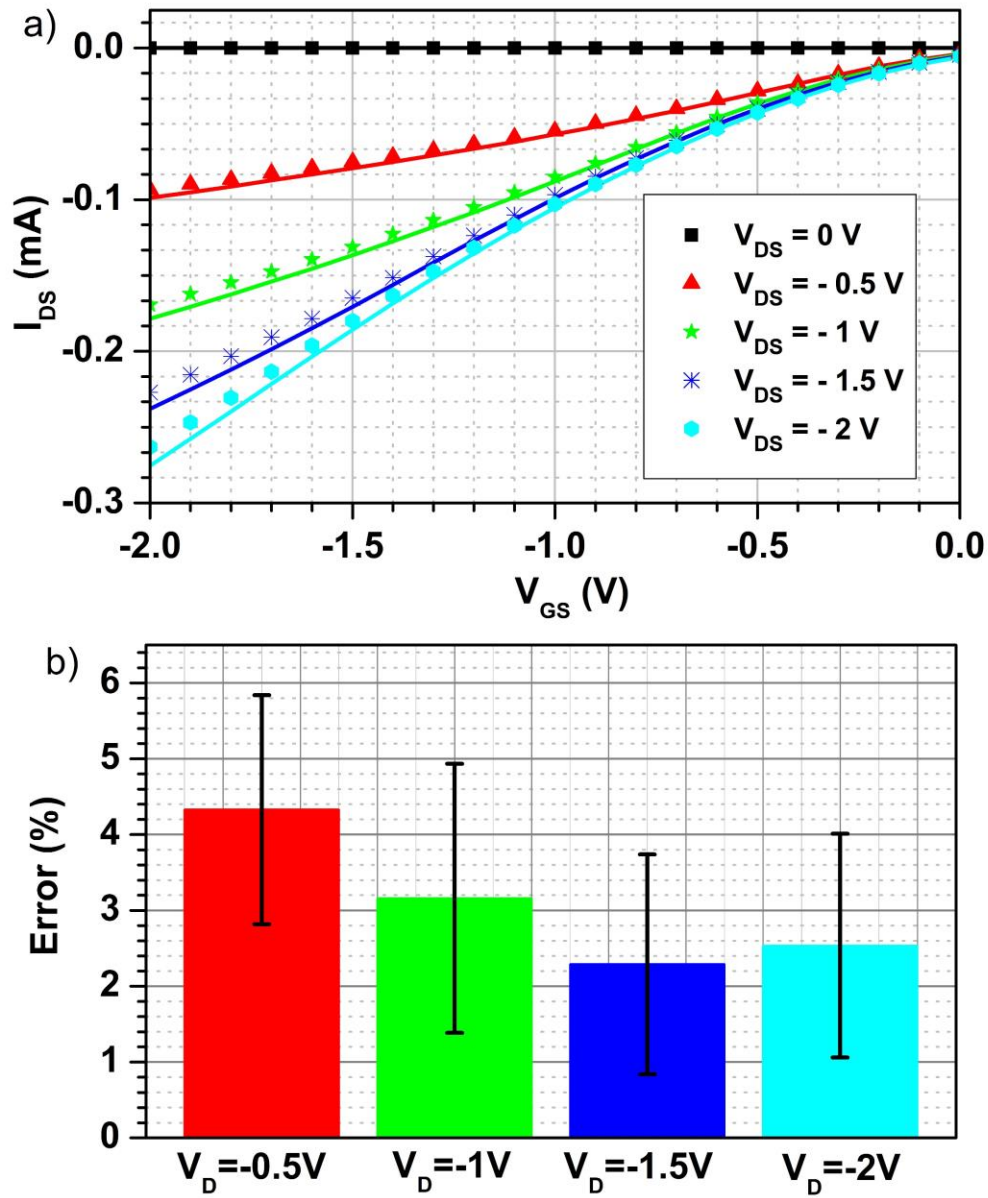 a)
0.0
-0.1
-0.2
-0.3
I_DS (mA)
V_DS = 0 V
V_DS = - 0.5 V
V_DS = - 1 V
V_DS = - 1.5 V
V_DS = - 2 V
-2.0 -1.5 -1.0 -0.5 0.0
V_GS (V)
b)
6
5
4
3
2
1
0
Error (%)
V_D=-0.5V V_D=-1V V_D=-1.5V V_D=-2V